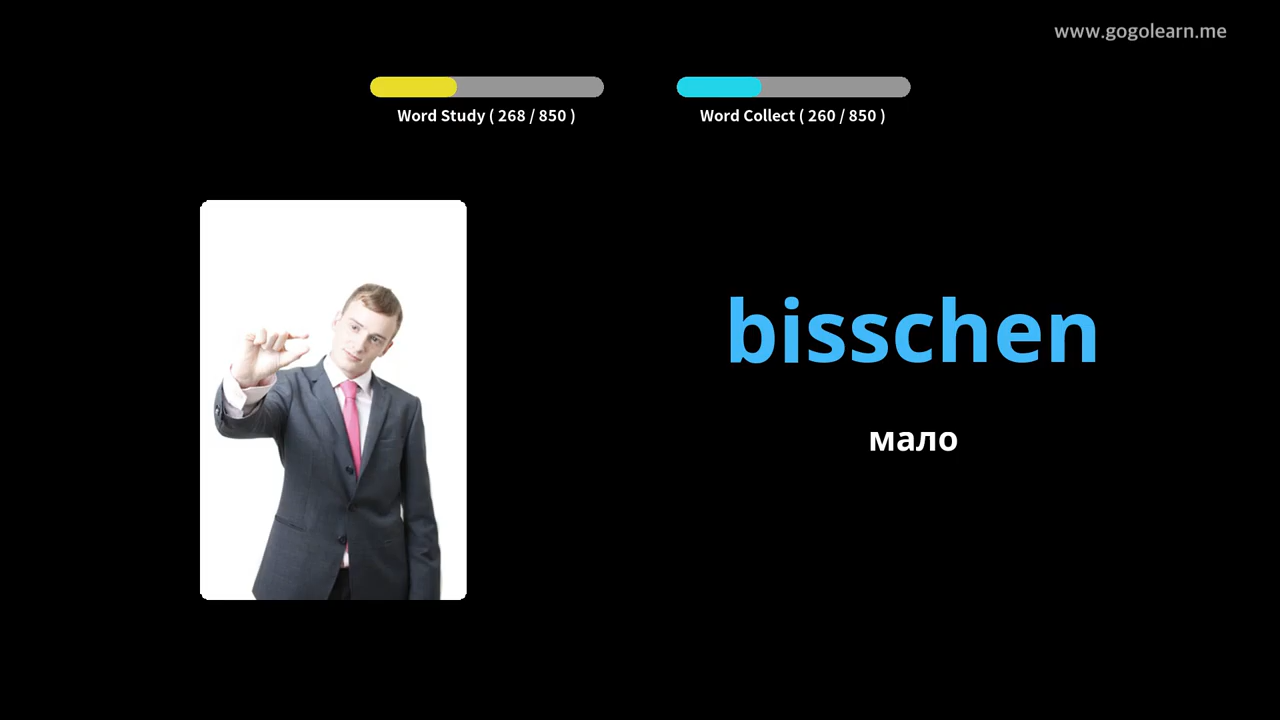 www.gogolearn.me
Word Study ( 268 / 850 )
Word Collect ( 260 / 850 )
bisschen
мало